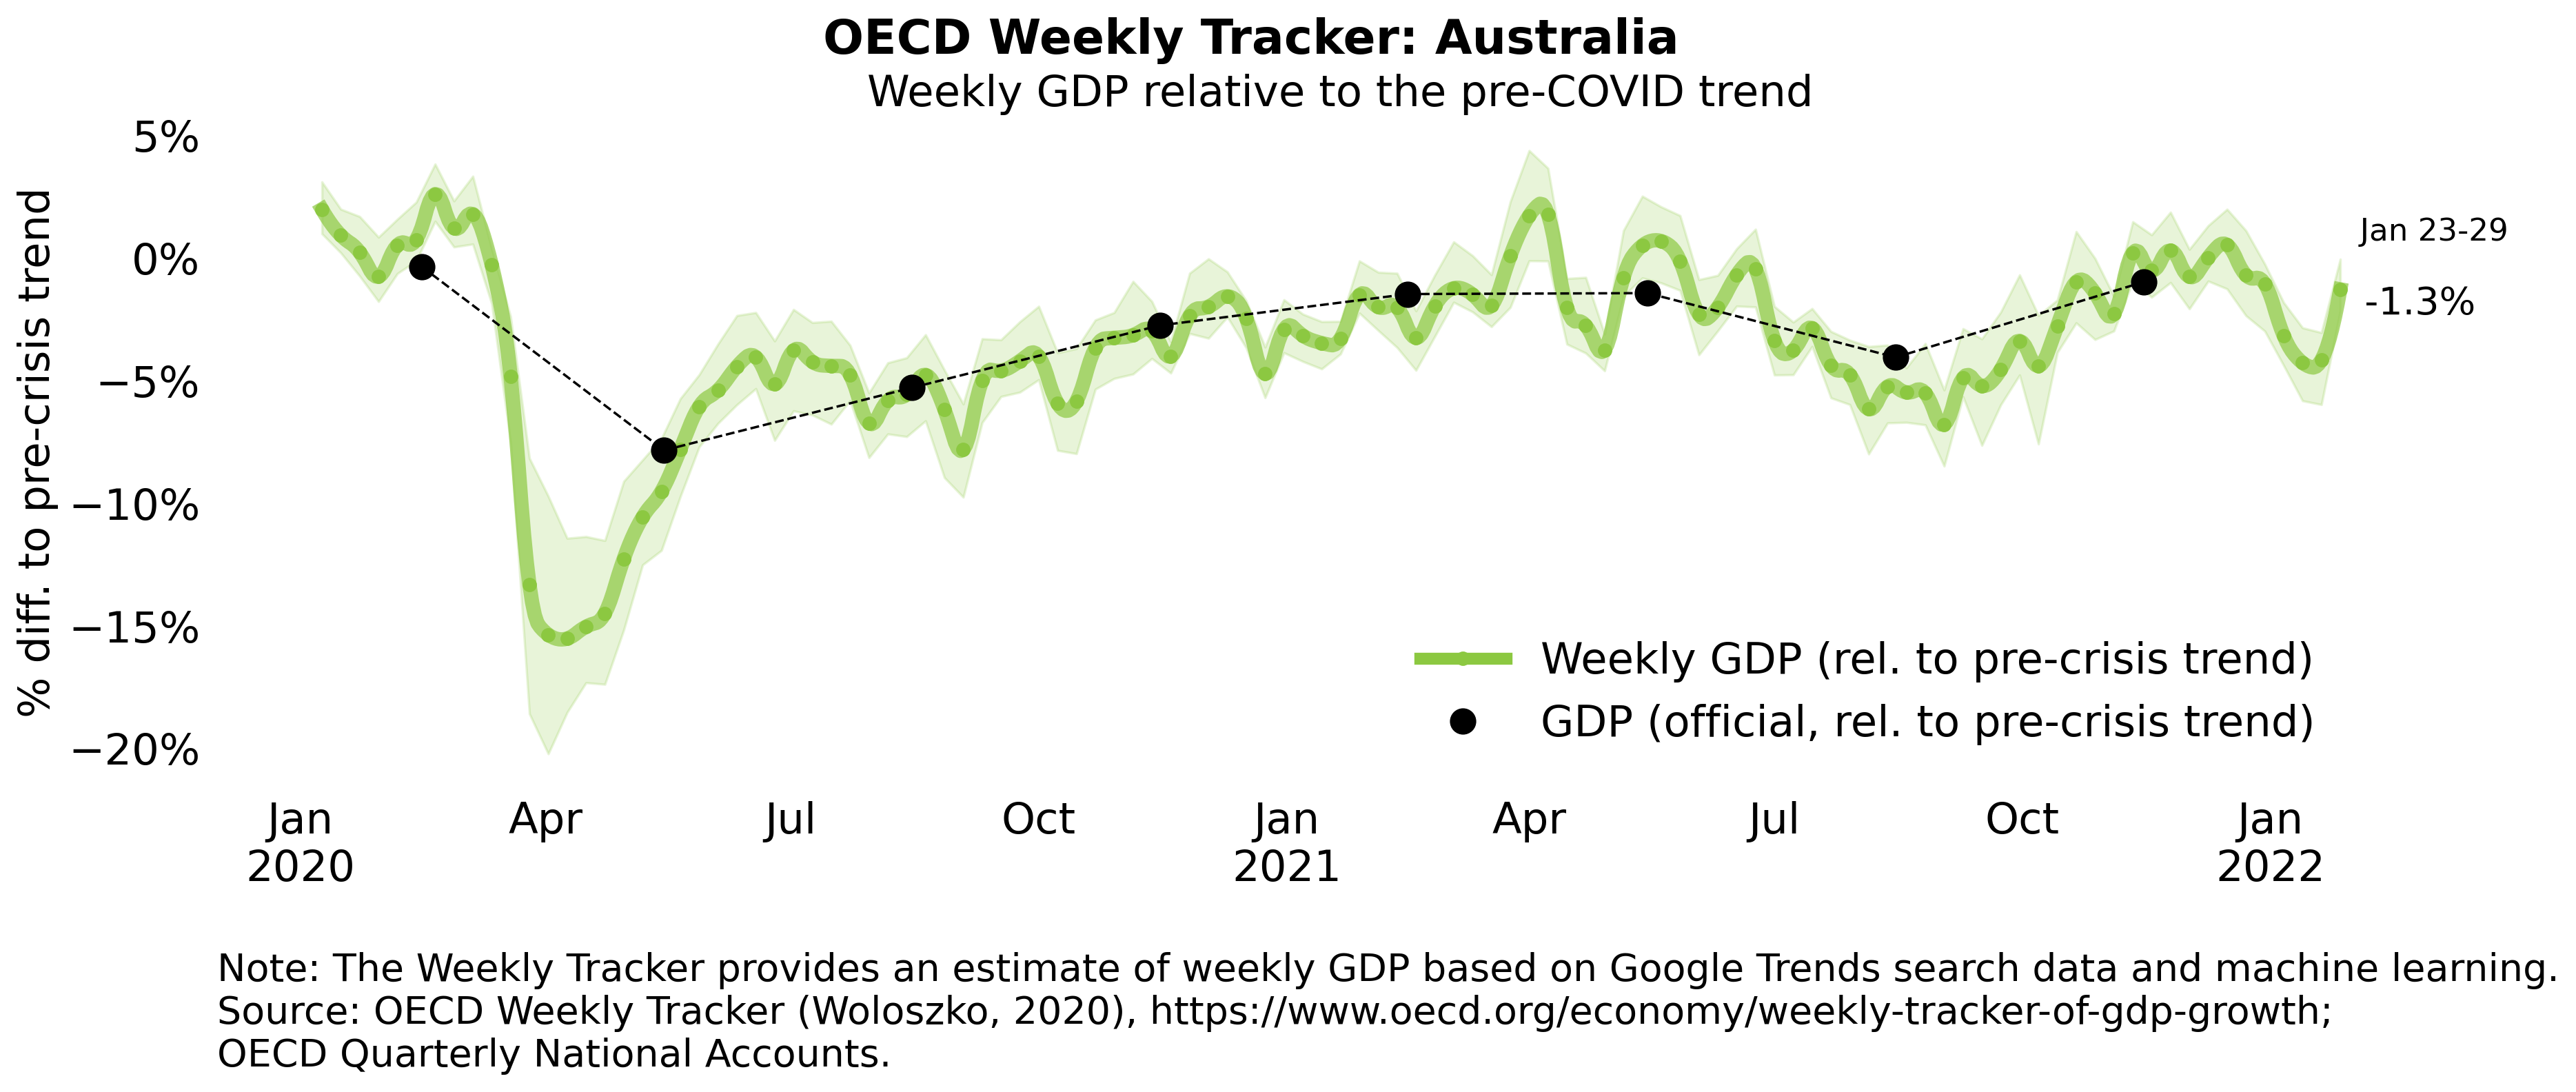 OECD Weekly Tracker: Australia
Weekly GDP relative to the pre-COVID trend
% diff. to pre-crisis trend
5%
0%
−5%
−10%
−15%
−20%
Jan 23-29
-1.3%
Weekly GDP (rel. to pre-crisis trend)
GDP (official, rel. to pre-crisis trend)
Jan Apr Jul Oct Jan Apr Jul Oct Jan
2020 2021 2022
Note: The Weekly Tracker provides an estimate of weekly GDP based on Google Trends search data and machine learning.
Source: OECD Weekly Tracker (Woloszko, 2020), https://www.oecd.org/economy/weekly-tracker-of-gdp-growth;
OECD Quarterly National Accounts.